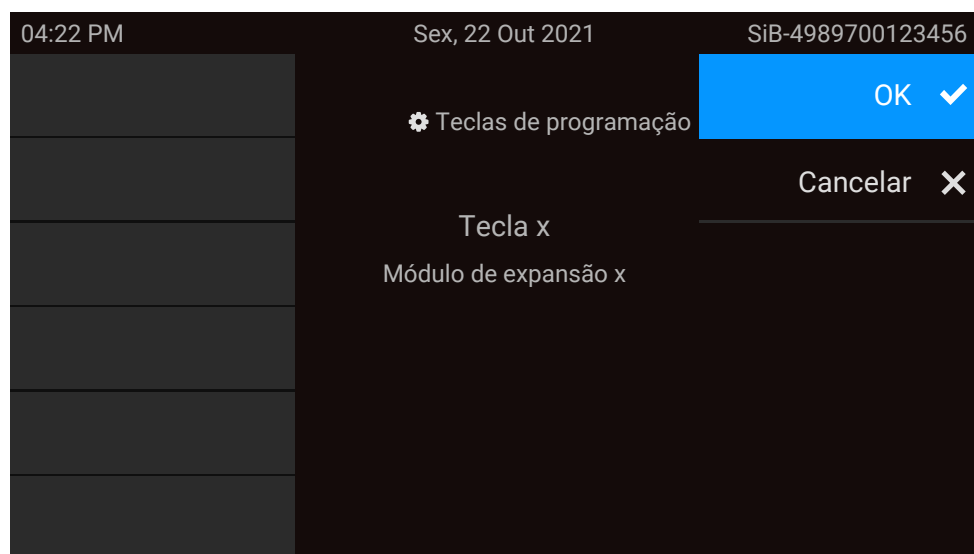 04:22 PM Sex, 22 Out 2021 SiB-4989700123456
OK
Teclas de programação
Cancelar
Tecla x
Módulo de expansão x